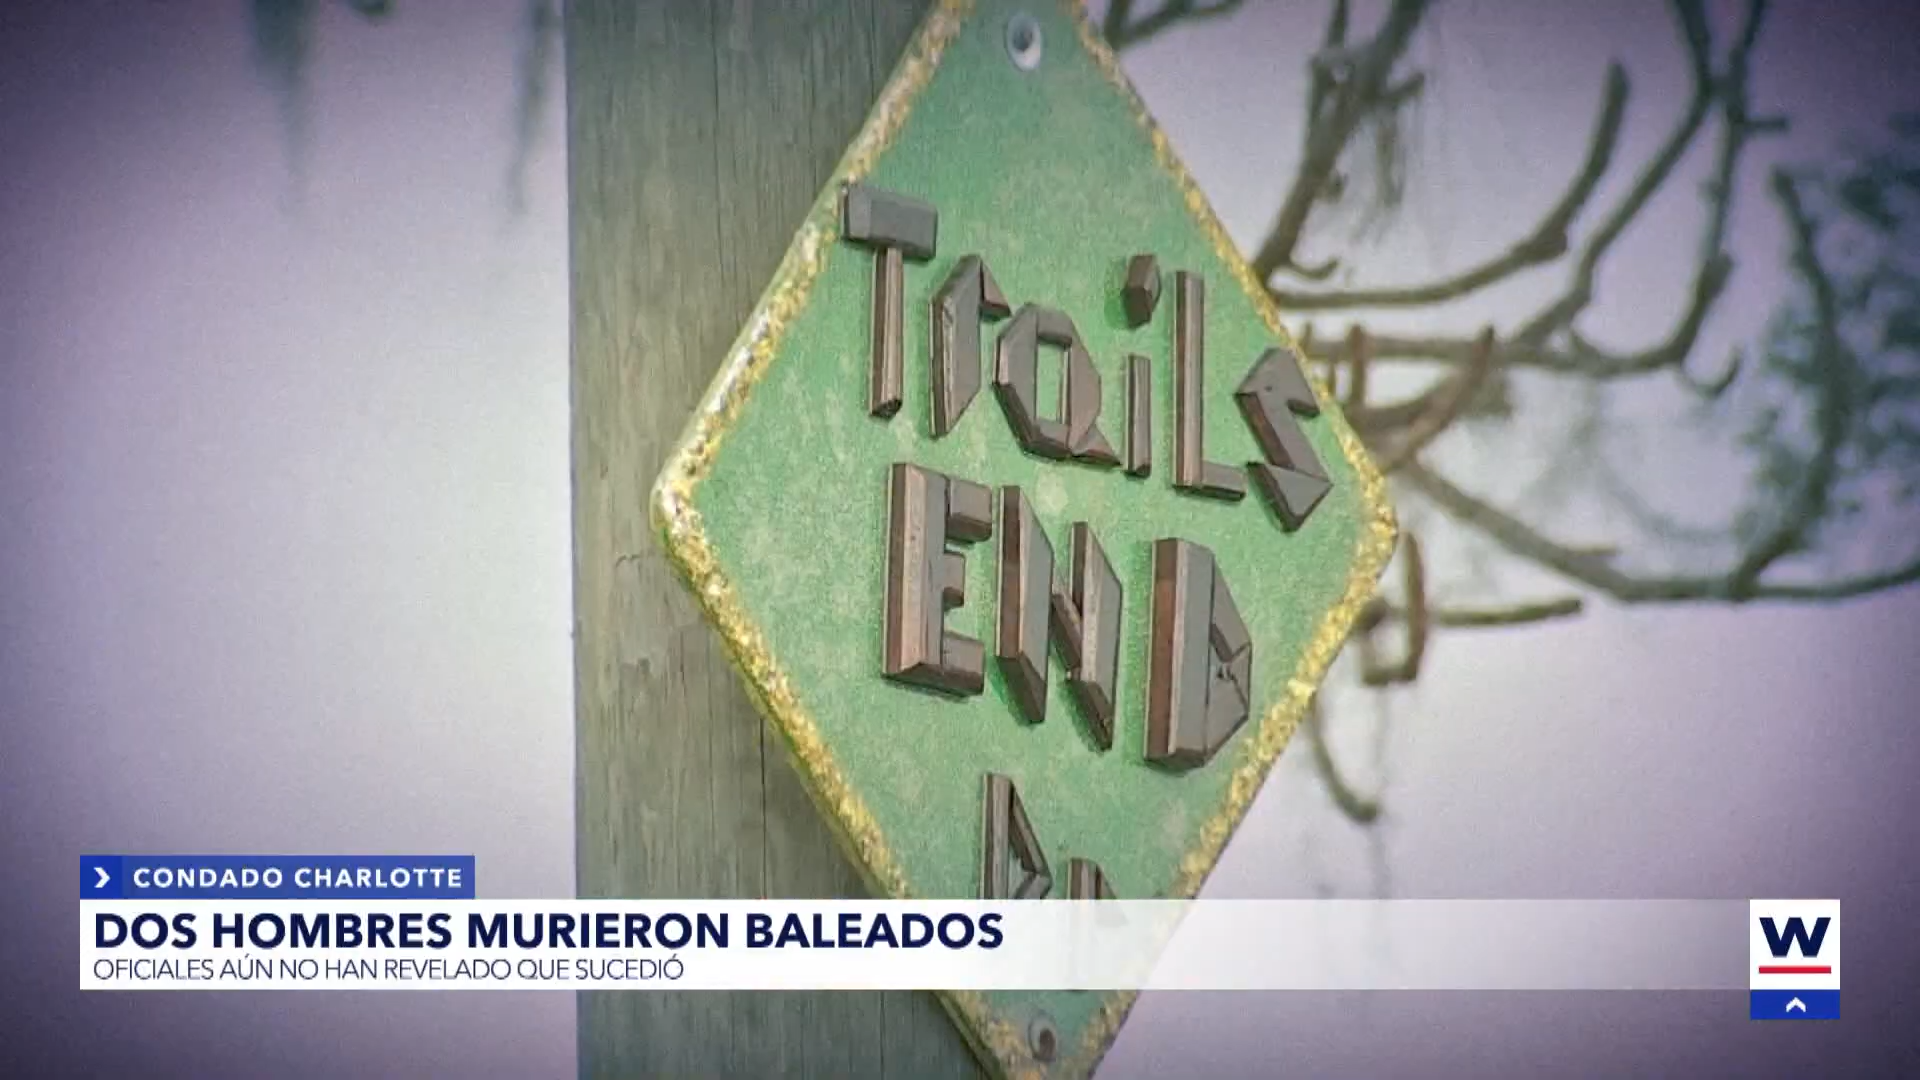 Trails
END
CONDADO CHARLOTTE
DOS HOMBRES MURIERON BALEADOS
OFICIALES AÚN NO HAN REVELADO QUE SUCEDIÓ
W